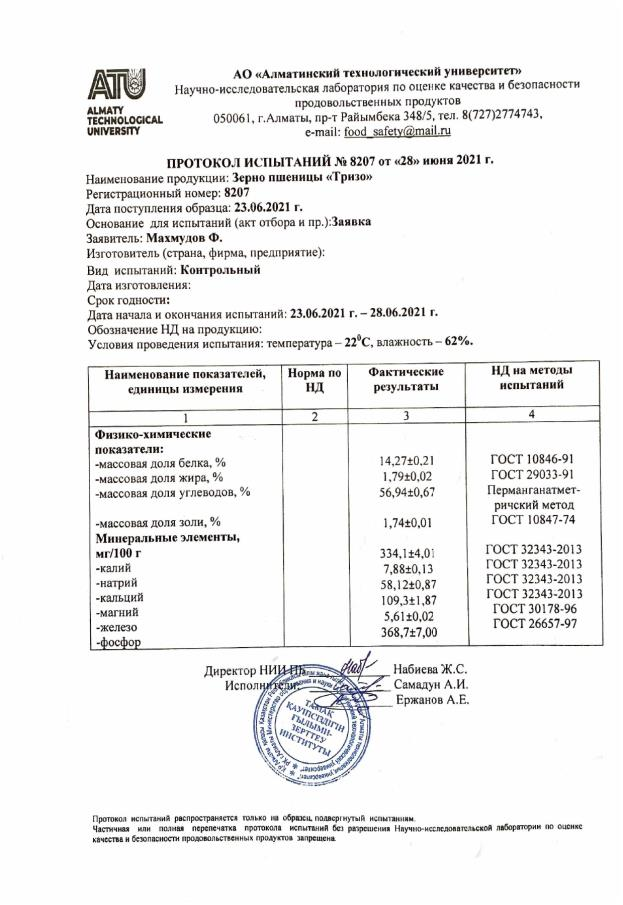 ATU
ALMATY
TECHNOLOGICAL
UNIVERSITY
АО «Алматинский технологический университет»
Научно-исследовательская лаборатория по оценке качества и безопасности
продовольственных продуктов
050061, г.Алматы, пр-т Райымбека 348/5, тел. 8(727)2774743,
e-mail: food_safety@mail.ru
ПРОТОКОЛ ИСПЫТАНИЙ № 8207 от «28» июня 2021 г.
Наименование продукции: Зерно пшеницы «Тризо»
Регистрационный номер: 8207
Дата поступления образца: 23.06.2021 г.
Основание для испытаний (акт отбора и пр.):Заявка
Заявитель: Махмудов Ф.
Изготовитель (страна, фирма, предприятие):
Вид испытаний: Контрольный
Дата изготовления:
Срок годности:
Дата начала и окончания испытаний: 23.06.2021 г. – 28.06.2021 г.
Обозначение НД на продукцию:
Условия проведения испытания: температура – 22⁰С, влажность – 62%.
Наименование показателей, Норма по Фактические НД на методы
единицы измерения НД результаты испытаний
1 2 3 4
Физико-химические
показатели:
-массовая доля белка, % 14,27±0,21 ГОСТ 10846-91
-массовая доля жира, % 1,79±0,02 ГОСТ 29033-91
-массовая доля углеводов, % 56,94±0,67 Перманганатмет-
рический метод
-массовая доля золи, % 1,74±0,01 ГОСТ 10847-74
Минеральные элементы,
мг/100 г 334,1±4,01 ГОСТ 32343-2013
-калий 7,88±0,13 ГОСТ 32343-2013
-натрий 58,12±0,87 ГОСТ 32343-2013
-кальций 109,3±1,87 ГОСТ 32343-2013
-магний 5,61±0,02 ГОСТ 30178-96
-железо 368,7±7,00 ГОСТ 26657-97
-фосфор
Директор НИИ ПБ Набиева Ж.С.
Исполнители: Самадун А.И.
Ержанов А.Е.
ТАМАҚ
ҚАУІПСІЗДІГІН
ҒЫЛЫМИ-
ЗЕРТТЕУ
ИНСТИТУТЫ
Протокол испытаний распространяется только на образец, подвергнутый испытаниям.
Частичная или полная перепечатка протокола испытаний без разрешения Научно-исследовательской лаборатории по оценке
качества и безопасности продовольственных продуктов запрещена.